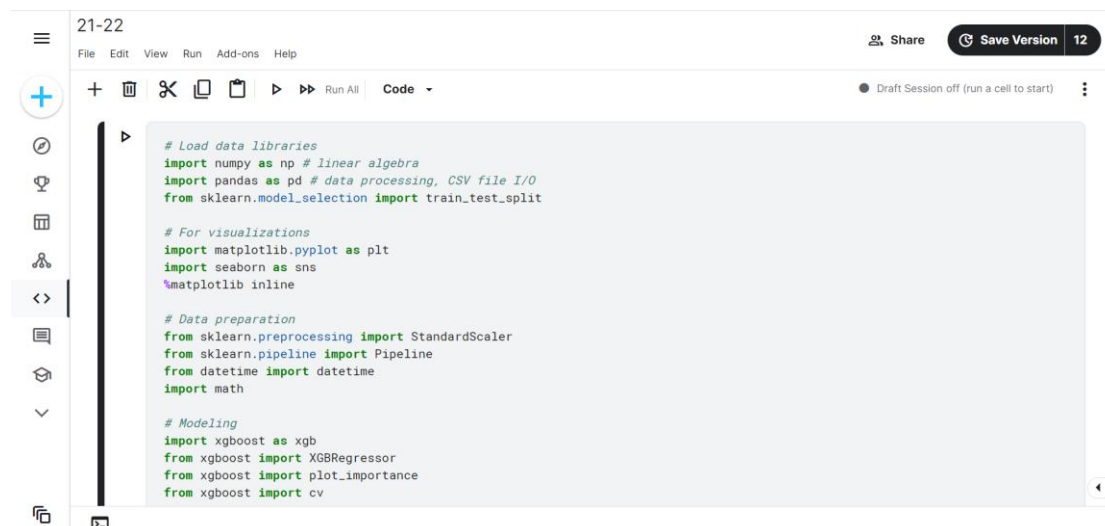 21-22
File Edit View Run Add-ons Help
Share
Save Version 12
Run All Code
Draft Session off (run a cell to start)
# Load data libraries
import numpy as np # linear algebra
import pandas as pd # data processing, CSV file I/O
from sklearn.model_selection import train_test_split
# For visualizations
import matplotlib.pyplot as plt
import seaborn as sns
%matplotlib inline
# Data preparation
from sklearn.preprocessing import StandardScaler
from sklearn.pipeline import Pipeline
from datetime import datetime
import math
# Modeling
import xgboost as xgb
from xgboost import XGBRegressor
from xgboost import plot_importance
from xgboost import cv